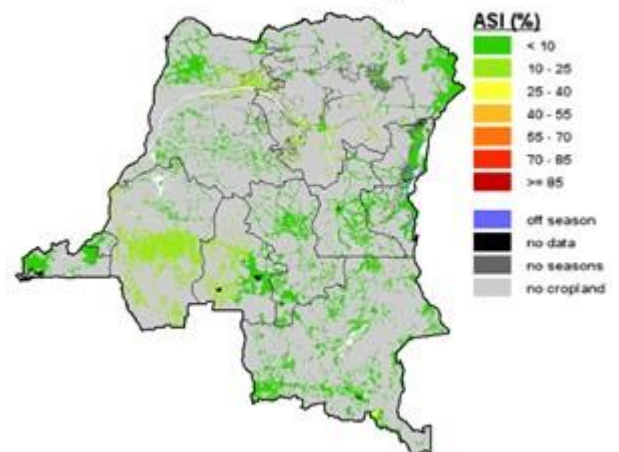 ASI (%)
< 10
10 - 25
25 - 40
40 - 55
55 - 70
70 - 85
>= 85
off season
no data
no seasons
no cropland